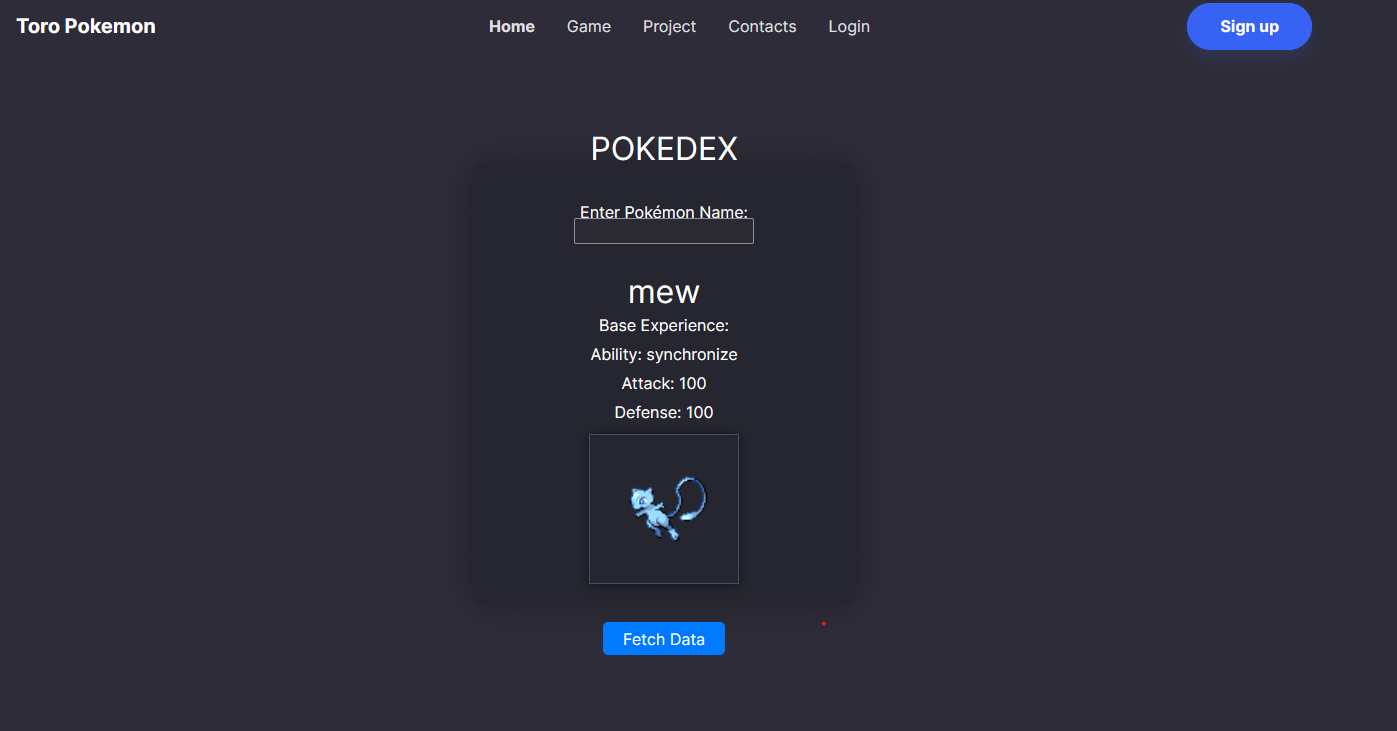 Toro Pokemon Home Game Project Contacts Login Sign up
POKEDEX
Enter Pokémon Name:
mew
Base Experience:
Ability: synchronize
Attack: 100
Defense: 100
Fetch Data